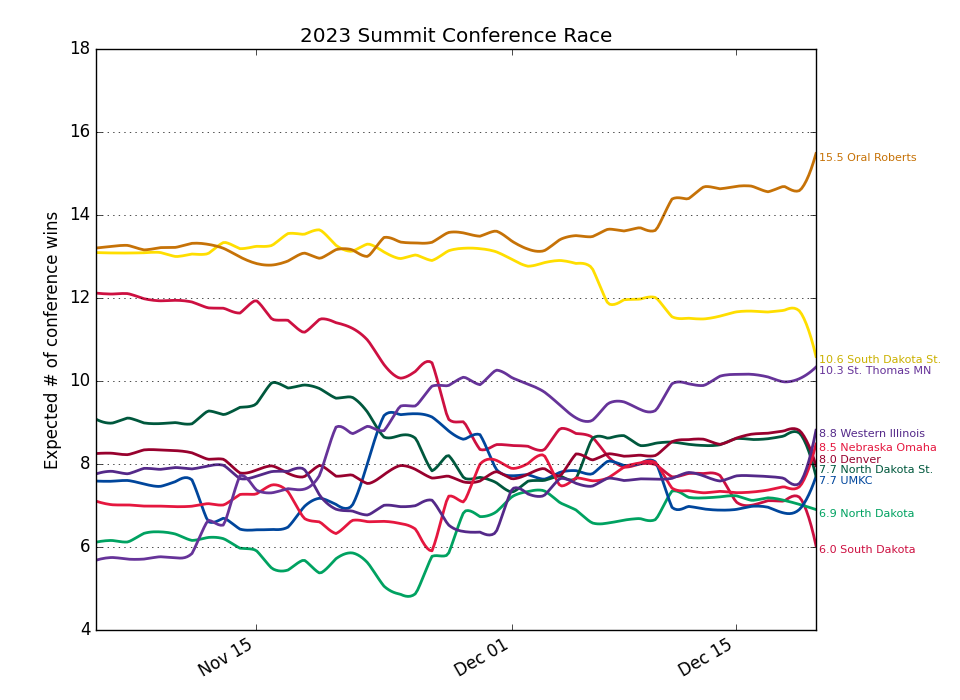 2023 Summit Conference Race
Expected # of conference wins
18
16
14
12
10
8
6
4
Nov 15
Dec 01
Dec 15
15.5 Oral Roberts
10.6 South Dakota St.
10.3 St. Thomas MN
8.8 Western Illinois
8.5 Nebraska Omaha
8.0 Denver
7.7 North Dakota St.
7.7 UMKC
6.9 North Dakota
6.0 South Dakota